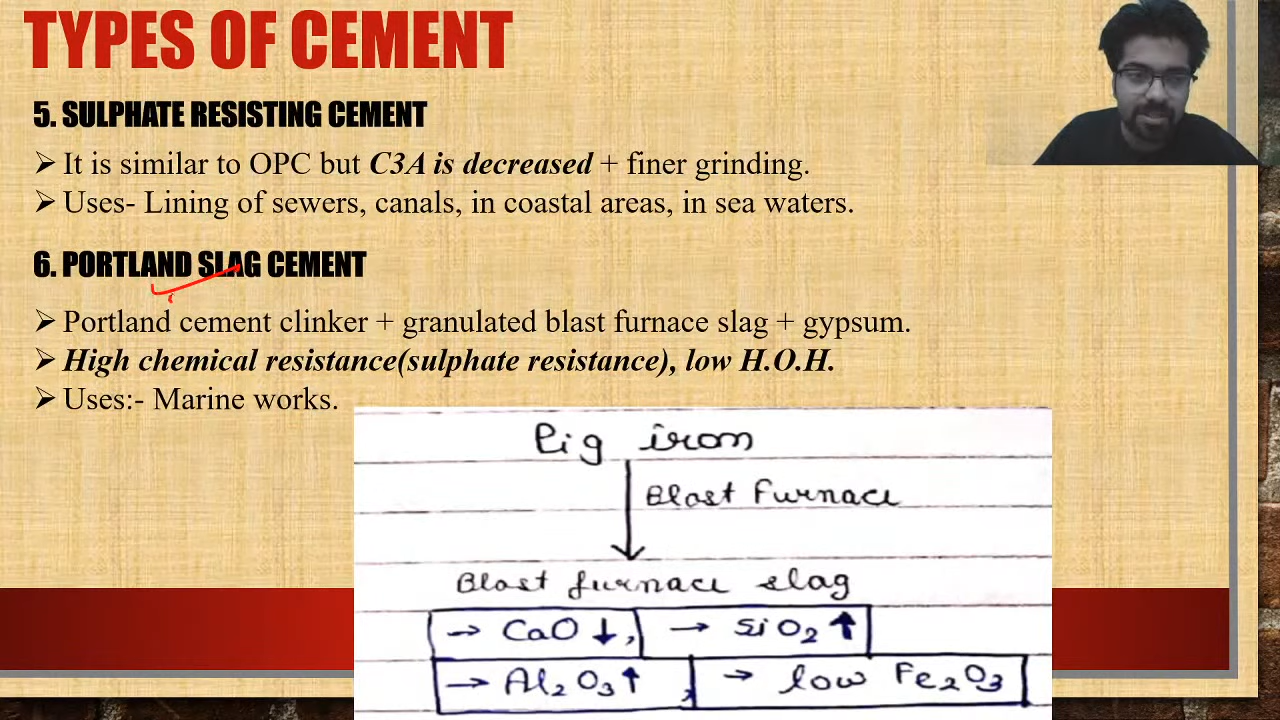 TYPES OF CEMENT
5. SULPHATE RESISTING CEMENT
➢ It is similar to OPC but C3A is decreased + finer grinding.
➢ Uses- Lining of sewers, canals, in coastal areas, in sea waters.
6. PORTLAND SLAG CEMENT
➢ Portland cement clinker + granulated blast furnace slag + gypsum.
➢ High chemical resistance(sulphate resistance), low H.O.H.
➢ Uses:- Marine works.
Pig iron
Blast Furnace
Blast furnace slag
→ CaO ↓, → SiO₂ ↑
→ Al₂O₃ ↑, → low Fe₂O₃